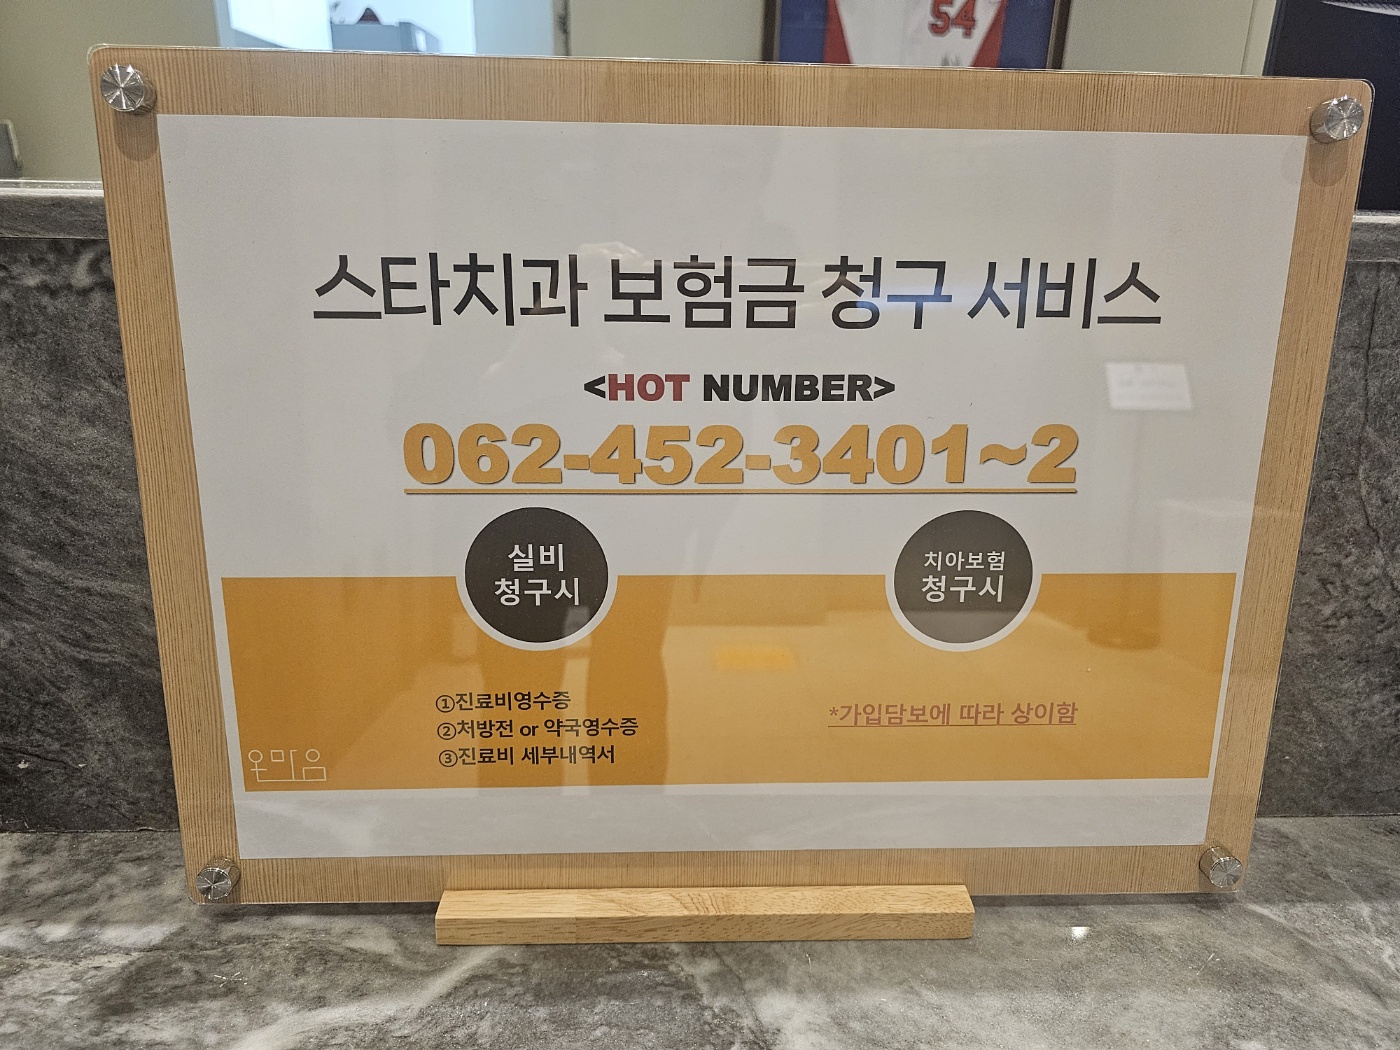 54
스타치과 보험금 청구 서비스
<HOT NUMBER>
062-452-3401~2
실비
청구시
치아보험
청구시
①진료비영수증
②처방전 or 약국영수증
③진료비 세부내역서
*가입담보에 따라 상이함
온마음